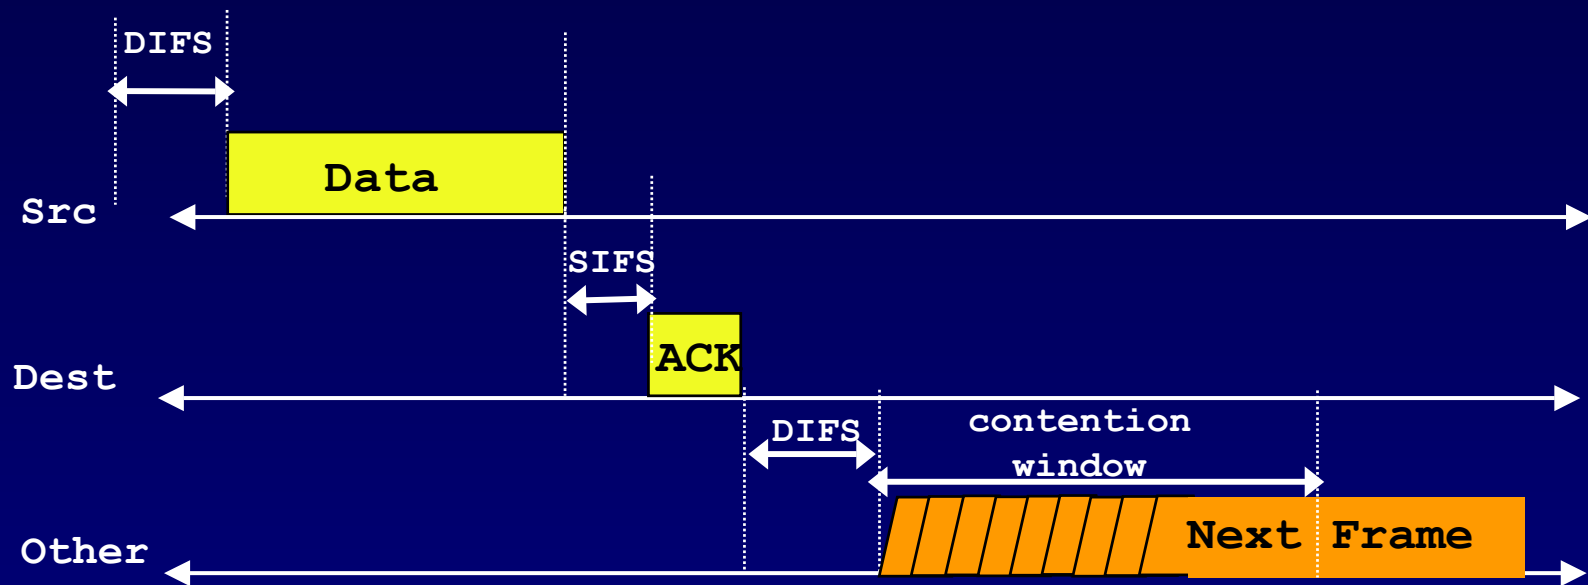 DIFS
Data
Src
SIFS
ACK
Dest
DIFS
contention
window
Next Frame
Other